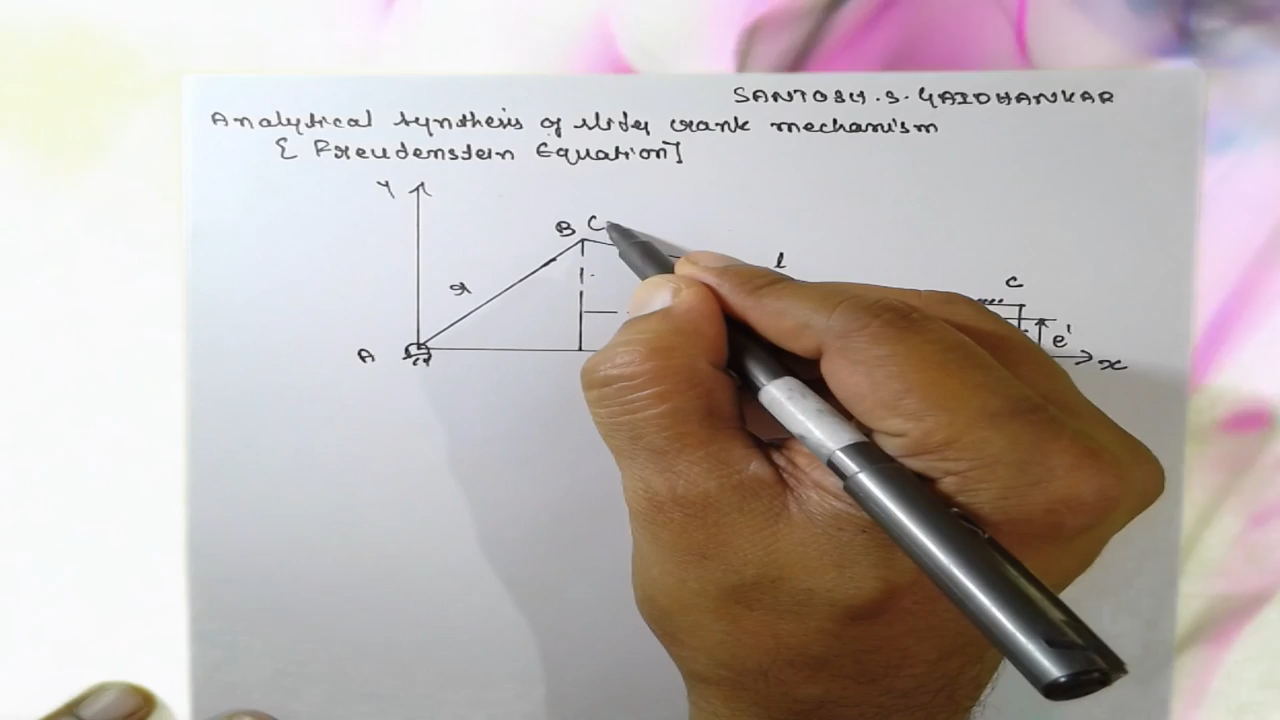 SANTOSH.S.GAIDHANKAR
Analytical synthesis of slider crank mechanism
[ Freudenstein Equation]
Y
B C
l
r
C
e'
A
x